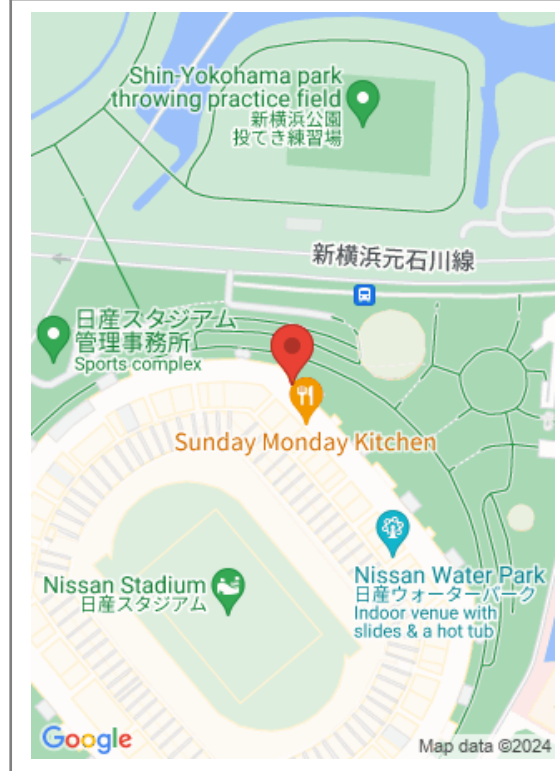 Shin-Yokohama park
throwing practice field
新横浜公園
投てき練習場
新横浜元石川線
日産スタジアム
管理事務所
Sports complex
Sunday Monday Kitchen
Nissan Water Park
日産ウォーターパーク
Indoor venue with
slides & a hot tub
Nissan Stadium
日産スタジアム
Google
Map data ©2024